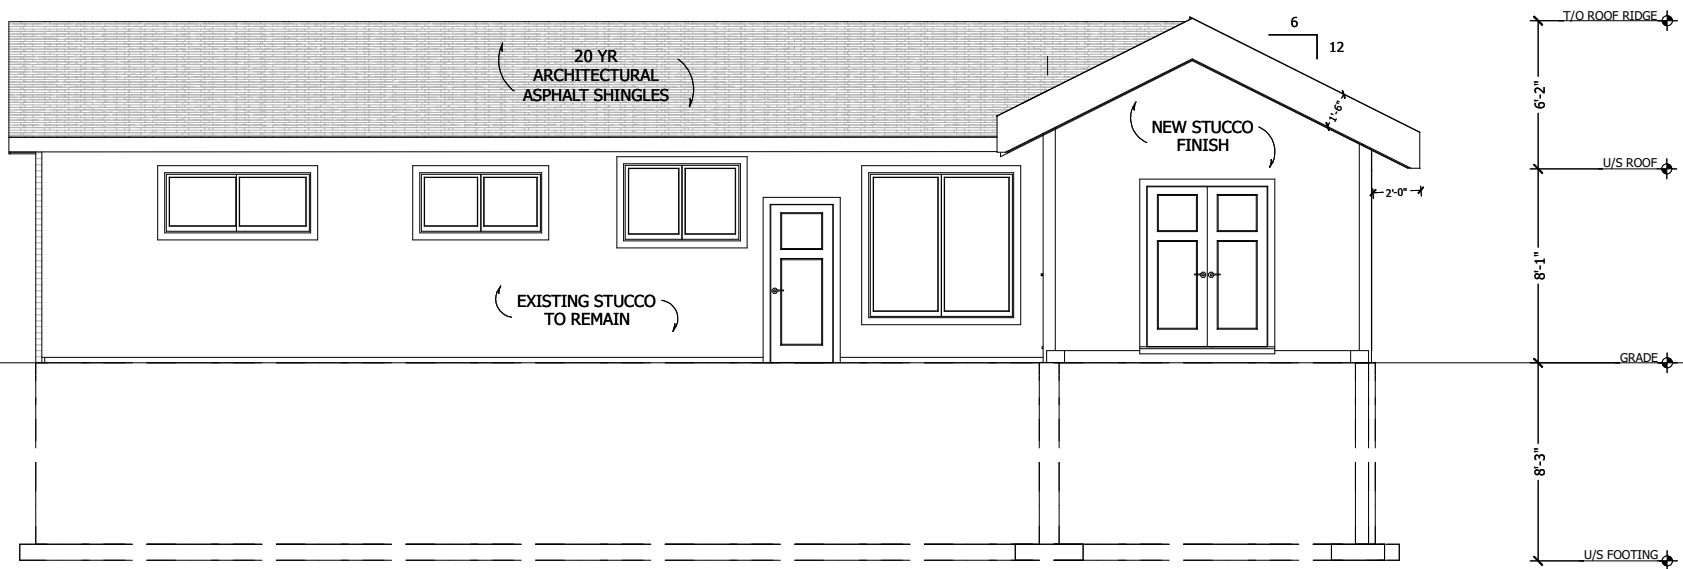 T/O ROOF RIDGE
6
12
20 YR
ARCHITECTURAL
ASPHALT SHINGLES
6'-2"
1'-6"
NEW STUCCO
FINISH
U/S ROOF
2'-0"
8'-1"
EXISTING STUCCO
TO REMAIN
GRADE
8'-3"
U/S FOOTING